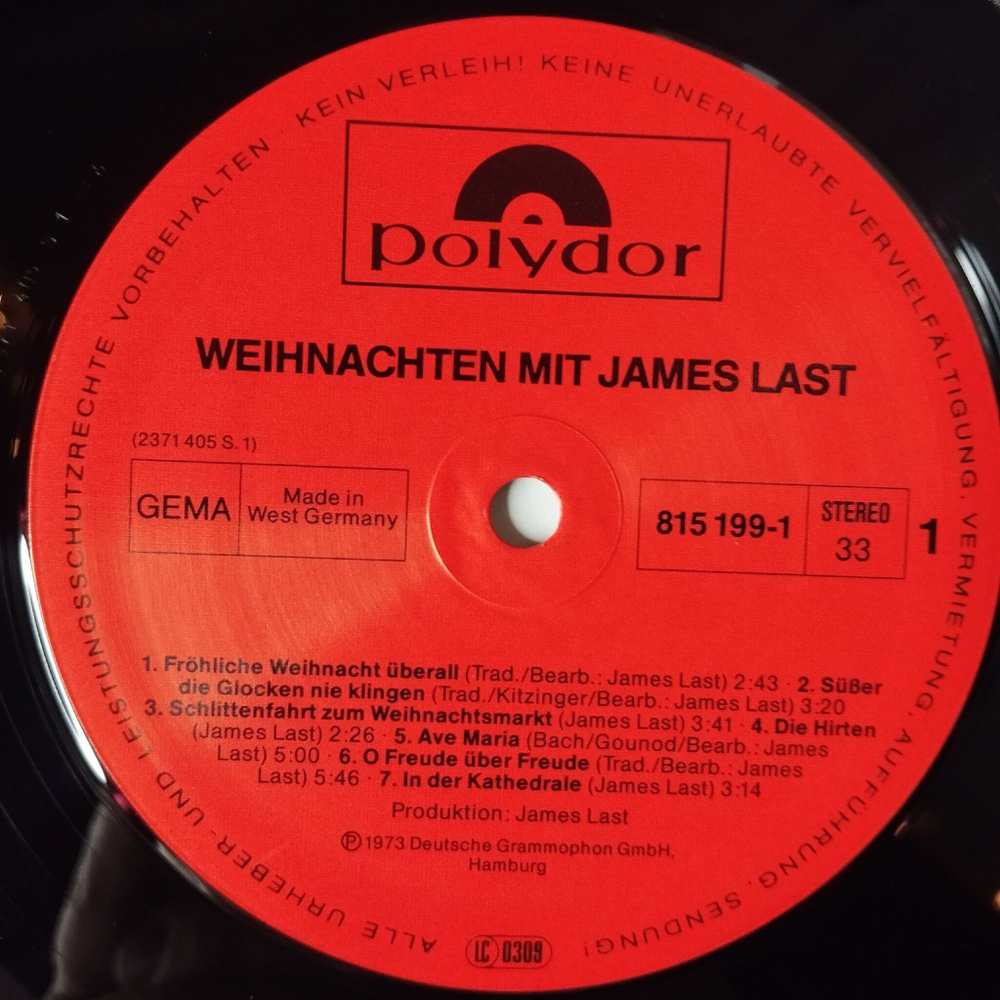 ALLE URHEBER- UND LEISTUNGSSCHUTZRECHTE VORBEHALTEN KEIN VERLEIH! KEINE UNERLAUBTE VERVIELFÄLTIGUNG, VERMIETUNG, AUFFÜHRUNG, SENDUNG!
polydor
WEIHNACHTEN MIT JAMES LAST
(2371 405 S. 1)
GEMA
Made in
West Germany
815 199-1
STEREO
33
1
1. Fröhliche Weihnacht überall (Trad./Bearb.: James Last) 2:43 · 2. Süßer
die Glocken nie klingen (Trad./Kitzinger/Bearb.: James Last) 3:20
3. Schlittenfahrt zum Weihnachtsmarkt (James Last) 3:41 · 4. Die Hirten
(James Last) 2:26 · 5. Ave Maria (Bach/Gounod/Bearb.: James
Last) 5:00 · 6. O Freude über Freude (Trad./Bearb.: James
Last) 5:46 · 7. In der Kathedrale (James Last) 3:14
Produktion: James Last
Ⓟ 1973 Deutsche Grammophon GmbH,
Hamburg
LC 0309